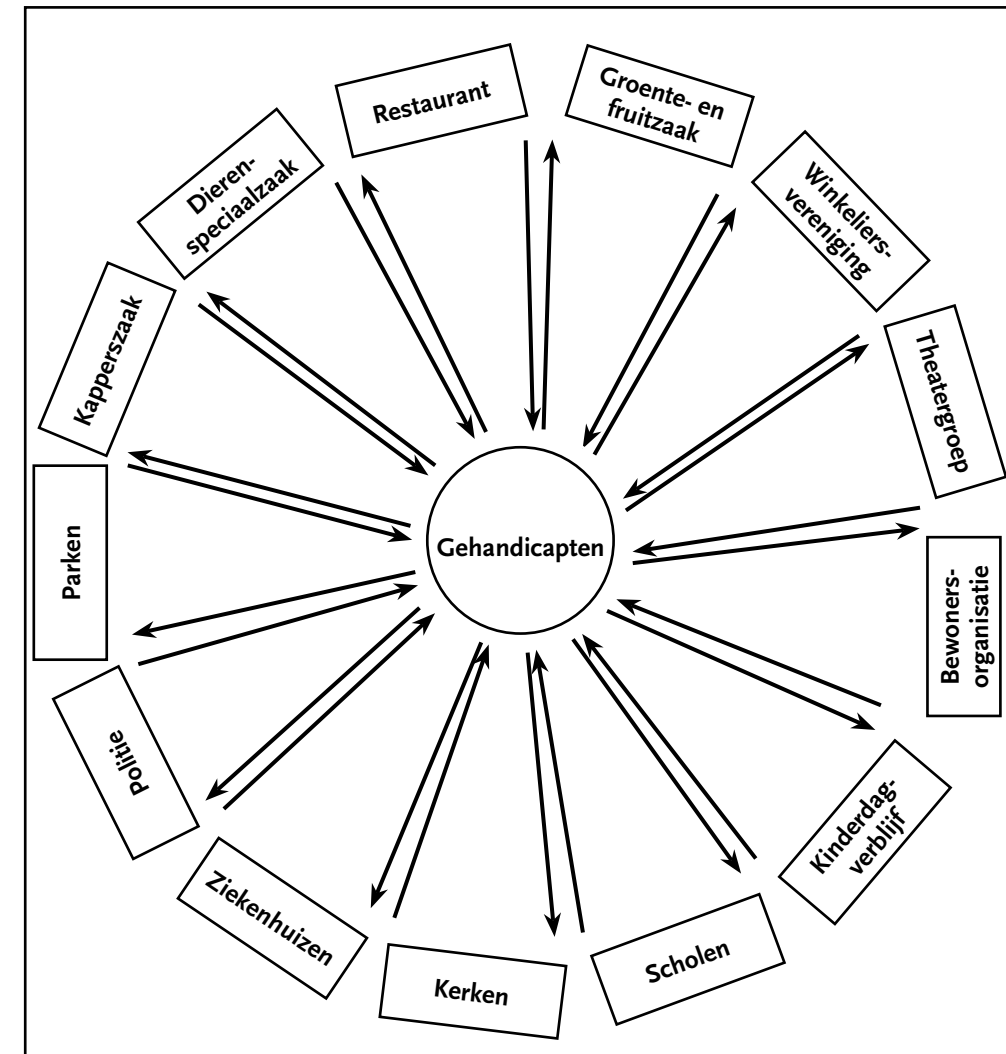 Restaurant
Groente- en
fruitzaak
Winkeliers-
vereniging
Theatergroep
Bewoners-
organisatie
Kinderdag-
verblijf
Scholen
Kerken
Ziekenhuizen
Politie
Parken
Kapperszaak
Dieren-
speciaalzaak
Gehandicapten